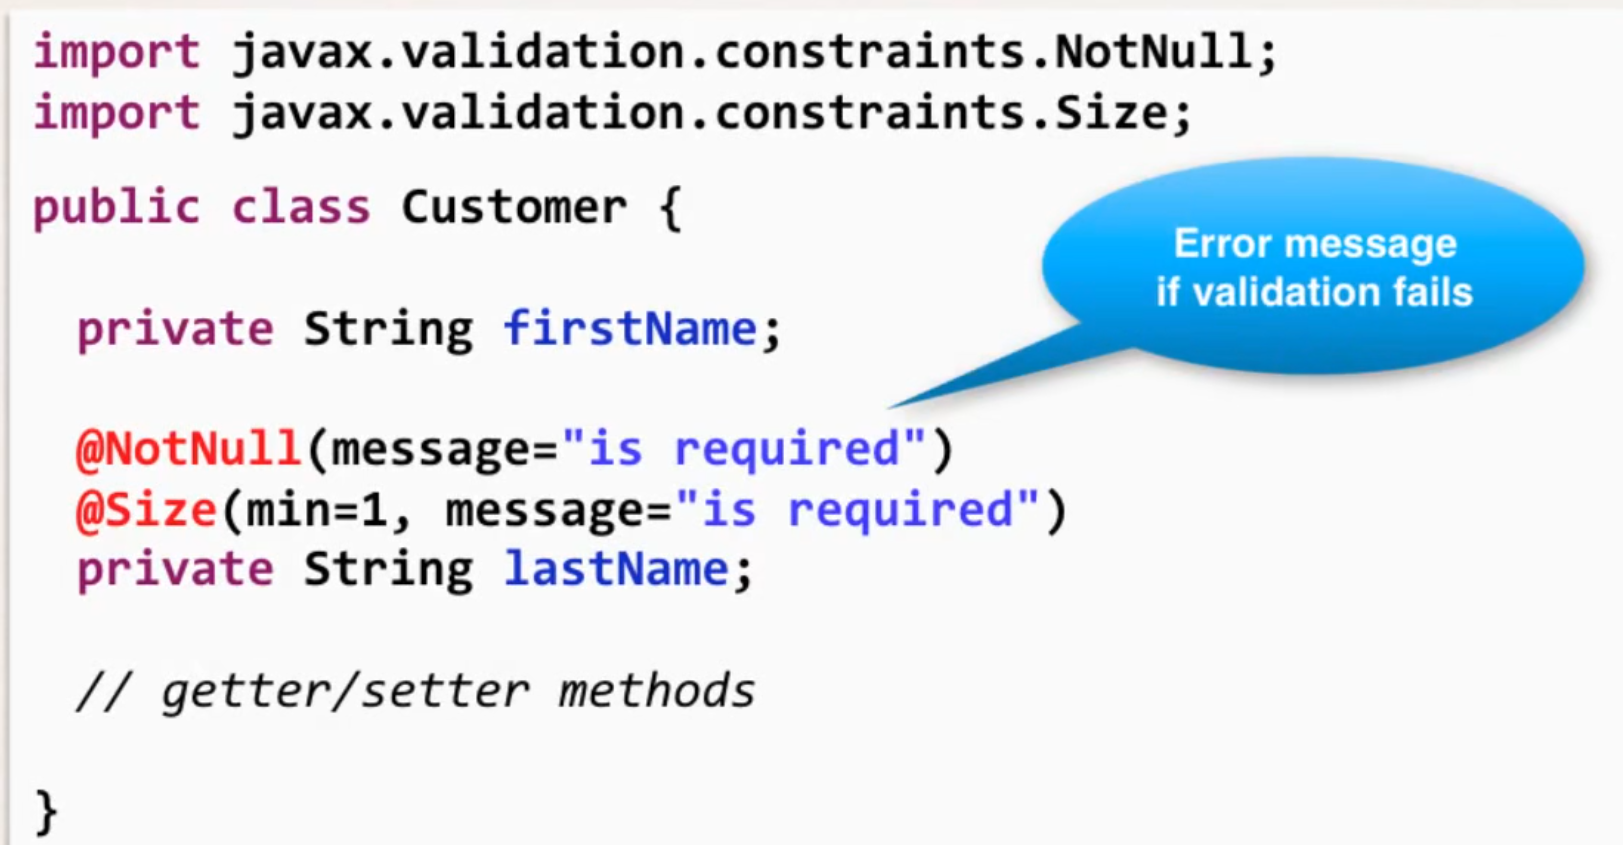 import javax.validation.constraints.NotNull;
import javax.validation.constraints.Size;
public class Customer {
Error message
if validation fails
private String firstName;
@NotNull(message="is required")
@Size(min=1, message="is required")
private String lastName;
// getter/setter methods
}